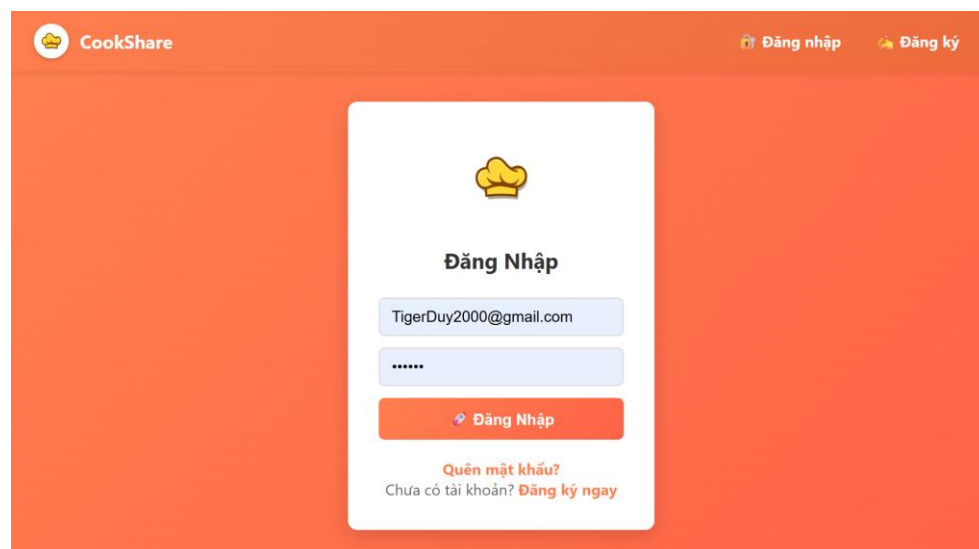 CookShare
Đăng nhập
Đăng ký
Đăng Nhập
TigerDuy2000@gmail.com
••••••
Đăng Nhập
Quên mật khẩu?
Chưa có tài khoản? Đăng ký ngay